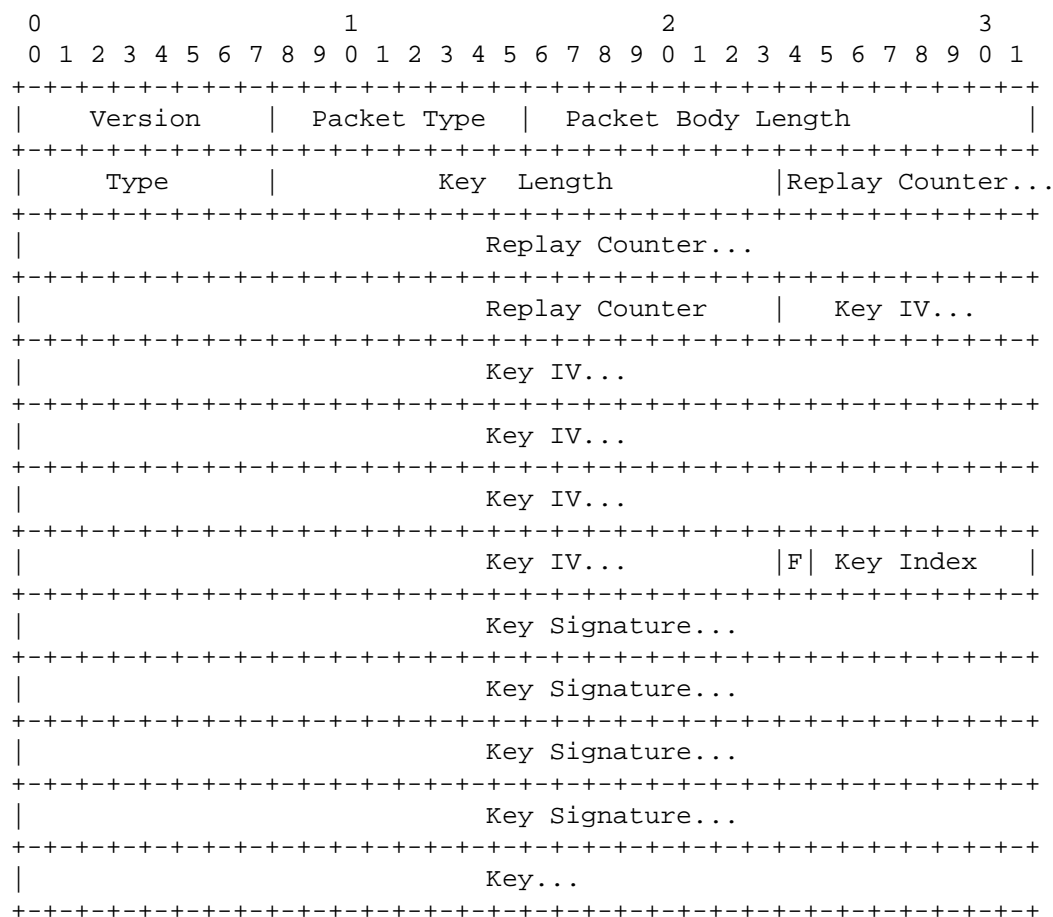 0                   1                   2                   3
 0 1 2 3 4 5 6 7 8 9 0 1 2 3 4 5 6 7 8 9 0 1 2 3 4 5 6 7 8 9 0 1
+-+-+-+-+-+-+-+-+-+-+-+-+-+-+-+-+-+-+-+-+-+-+-+-+-+-+-+-+-+-+-+-+
|    Version    |  Packet Type  |  Packet Body Length           |
+-+-+-+-+-+-+-+-+-+-+-+-+-+-+-+-+-+-+-+-+-+-+-+-+-+-+-+-+-+-+-+-+
|     Type      |          Key  Length          |Replay Counter...
+-+-+-+-+-+-+-+-+-+-+-+-+-+-+-+-+-+-+-+-+-+-+-+-+-+-+-+-+-+-+-+-+
|                             Replay Counter...
+-+-+-+-+-+-+-+-+-+-+-+-+-+-+-+-+-+-+-+-+-+-+-+-+-+-+-+-+-+-+-+-+
|                             Replay Counter    |   Key IV...
+-+-+-+-+-+-+-+-+-+-+-+-+-+-+-+-+-+-+-+-+-+-+-+-+-+-+-+-+-+-+-+-+
|                             Key IV...
+-+-+-+-+-+-+-+-+-+-+-+-+-+-+-+-+-+-+-+-+-+-+-+-+-+-+-+-+-+-+-+-+
|                             Key IV...
+-+-+-+-+-+-+-+-+-+-+-+-+-+-+-+-+-+-+-+-+-+-+-+-+-+-+-+-+-+-+-+-+
|                             Key IV...
+-+-+-+-+-+-+-+-+-+-+-+-+-+-+-+-+-+-+-+-+-+-+-+-+-+-+-+-+-+-+-+-+
|                             Key IV...         |F| Key Index   |
+-+-+-+-+-+-+-+-+-+-+-+-+-+-+-+-+-+-+-+-+-+-+-+-+-+-+-+-+-+-+-+-+
|                             Key Signature...
+-+-+-+-+-+-+-+-+-+-+-+-+-+-+-+-+-+-+-+-+-+-+-+-+-+-+-+-+-+-+-+-+
|                             Key Signature...
+-+-+-+-+-+-+-+-+-+-+-+-+-+-+-+-+-+-+-+-+-+-+-+-+-+-+-+-+-+-+-+-+
|                             Key Signature...
+-+-+-+-+-+-+-+-+-+-+-+-+-+-+-+-+-+-+-+-+-+-+-+-+-+-+-+-+-+-+-+-+
|                             Key Signature...
+-+-+-+-+-+-+-+-+-+-+-+-+-+-+-+-+-+-+-+-+-+-+-+-+-+-+-+-+-+-+-+-+
|                             Key...
+-+-+-+-+-+-+-+-+-+-+-+-+-+-+-+-+-+-+-+-+-+-+-+-+-+-+-+-+-+-+-+-+